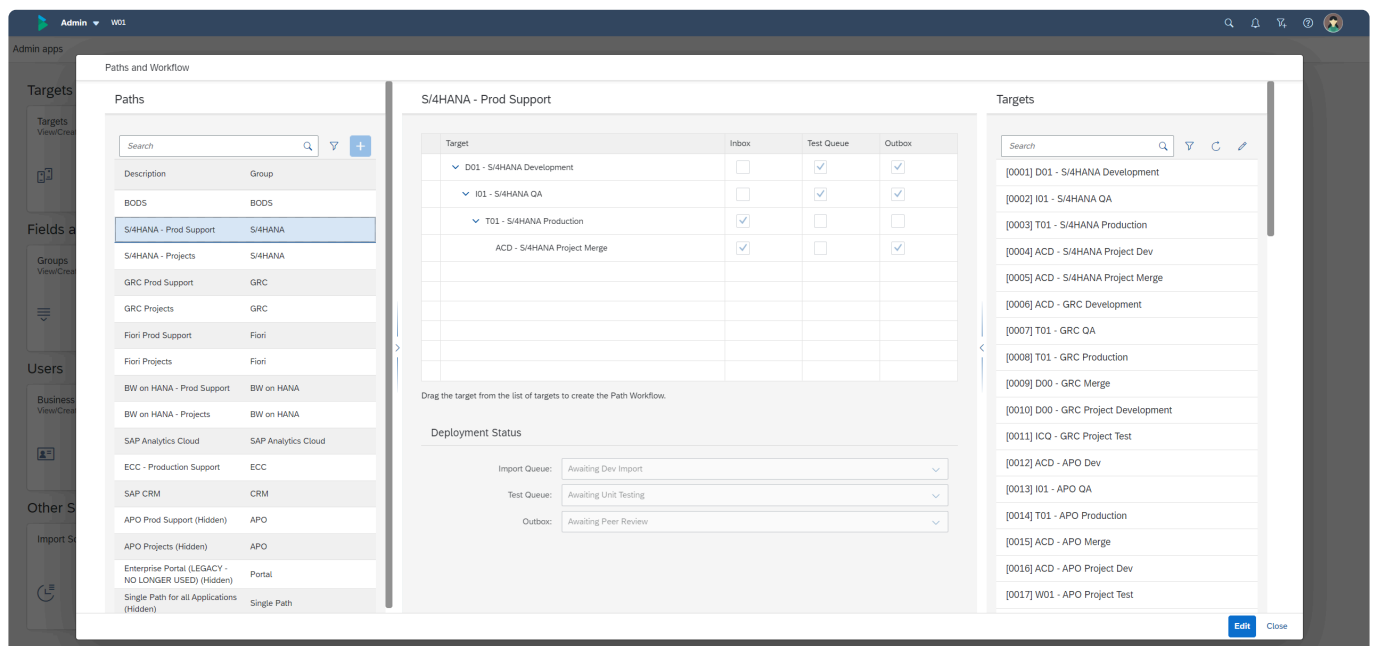 Admin W01
Admin apps
Targets
Targets
View/Crea
Fields a
Groups
View/Crea
Users
Business
View/Crea
Other S
Import Sc
Paths and Workflow
Paths
Search
Description Group
BODS BODS
S/4HANA - Prod Support S/4HANA
S/4HANA - Projects S/4HANA
GRC Prod Support GRC
GRC Projects GRC
Fiori Prod Support Fiori
Fiori Projects Fiori
BW on HANA - Prod Support BW on HANA
BW on HANA - Projects BW on HANA
SAP Analytics Cloud SAP Analytics Cloud
ECC - Production Support ECC
SAP CRM CRM
APO Prod Support (Hidden) APO
APO Projects (Hidden) APO
Enterprise Portal (LEGACY -
NO LONGER USED) (Hidden) Portal
Single Path for all Applications
(Hidden) Single Path
S/4HANA - Prod Support
Target Inbox Test Queue Outbox
D01 - S/4HANA Development
I01 - S/4HANA QA
T01 - S/4HANA Production
ACD - S/4HANA Project Merge
Drag the target from the list of targets to create the Path Workflow.
Deployment Status
Import Queue: Awaiting Dev Import
Test Queue: Awaiting Unit Testing
Outbox: Awaiting Peer Review
Targets
Search
[0001] D01 - S/4HANA Development
[0002] I01 - S/4HANA QA
[0003] T01 - S/4HANA Production
[0004] ACD - S/4HANA Project Dev
[0005] ACD - S/4HANA Project Merge
[0006] ACD - GRC Development
[0007] T01 - GRC QA
[0008] T01 - GRC Production
[0009] D00 - GRC Merge
[0010] D00 - GRC Project Development
[0011] ICQ - GRC Project Test
[0012] ACD - APO Dev
[0013] I01 - APO QA
[0014] T01 - APO Production
[0015] ACD - APO Merge
[0016] ACD - APO Project Dev
[0017] W01 - APO Project Test
Edit Close